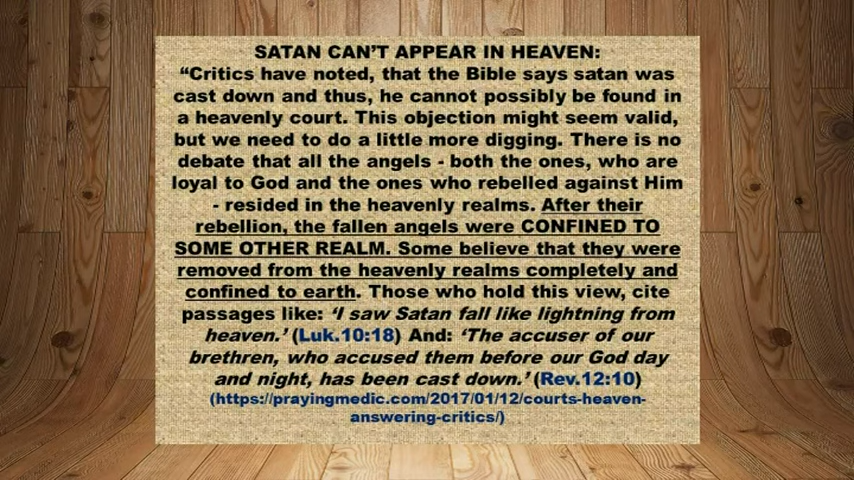 SATAN CAN'T APPEAR IN HEAVEN:
“Critics have noted, that the Bible says satan was
cast down and thus, he cannot possibly be found in
a heavenly court. This objection might seem valid,
but we need to do a little more digging. There is no
debate that all the angels - both the ones, who are
loyal to God and the ones who rebelled against Him
- resided in the heavenly realms. After their
rebellion, the fallen angels were CONFINED TO
SOME OTHER REALM. Some believe that they were
removed from the heavenly realms completely and
confined to earth. Those who hold this view, cite
passages like: ‘I saw Satan fall like lightning from
heaven.’ (Luk.10:18) And: ‘The accuser of our
brethren, who accused them before our God day
and night, has been cast down.’ (Rev.12:10)
(https://prayingmedic.com/2017/01/12/courts-heaven-
answering-critics/)